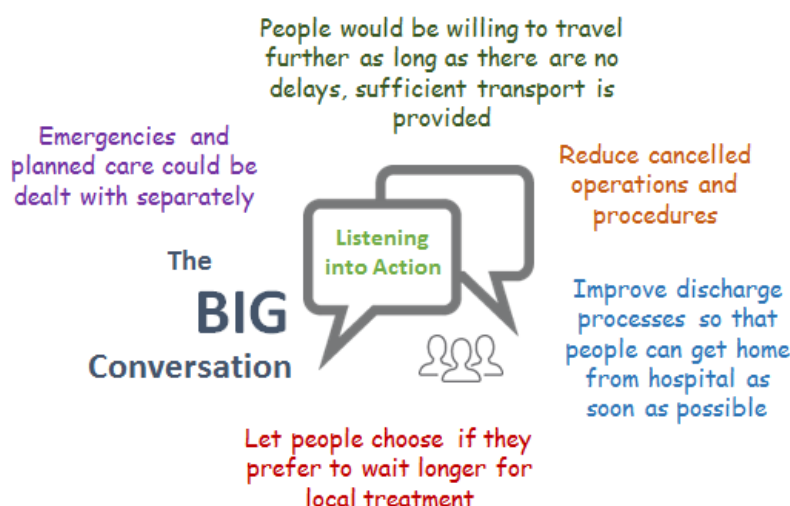 People would be willing to travel
further as long as there are no
delays, sufficient transport is
provided
Emergencies and
planned care could be
dealt with separately
Reduce cancelled
operations and
procedures
Listening
into Action
The
BIG
Conversation
Improve discharge
processes so that
people can get home
from hospital as
soon as possible
Let people choose if they
prefer to wait longer for
local treatment